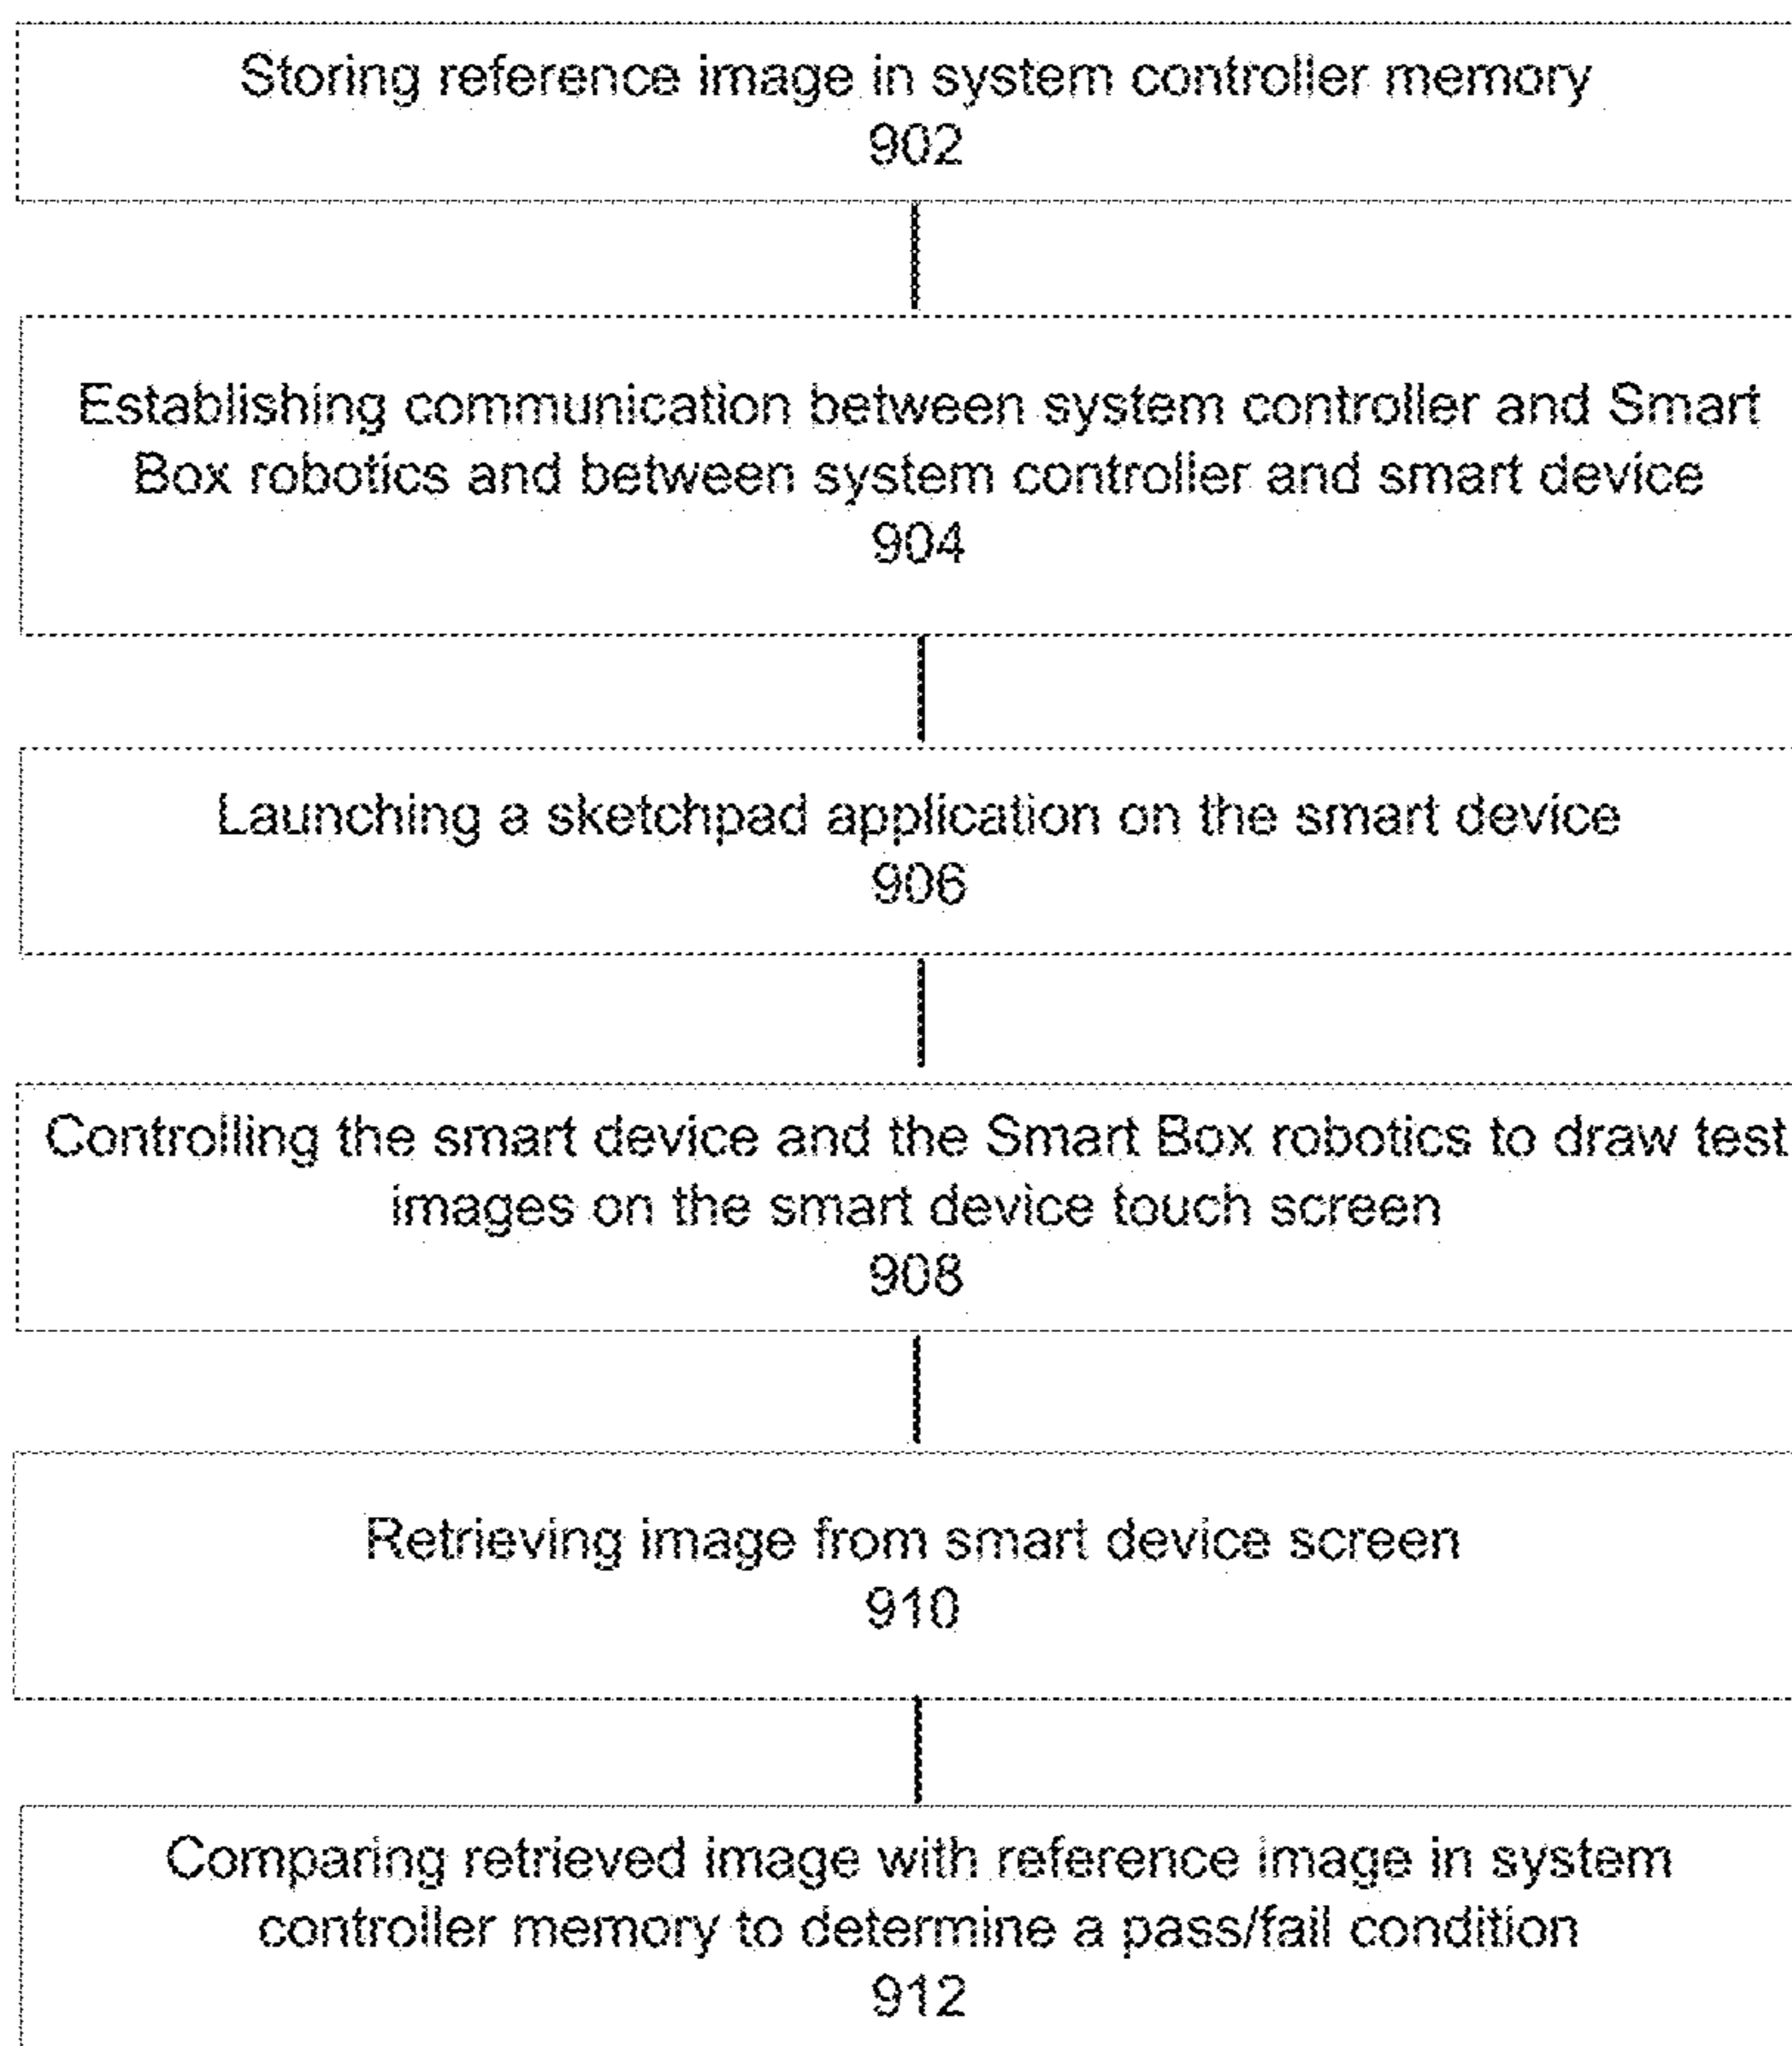 Storing reference image in system controller memory
902
Establishing communication between system controller and Smart
Box robotics and between system controller and smart device
904
Launching a sketchpad application on the smart device
906
Controlling the smart device and the Smart Box robotics to draw test
images on the smart device touch screen
908
Retrieving image from smart device screen
910
Comparing retrieved image with reference image in system
controller memory to determine a pass/fail condition
912